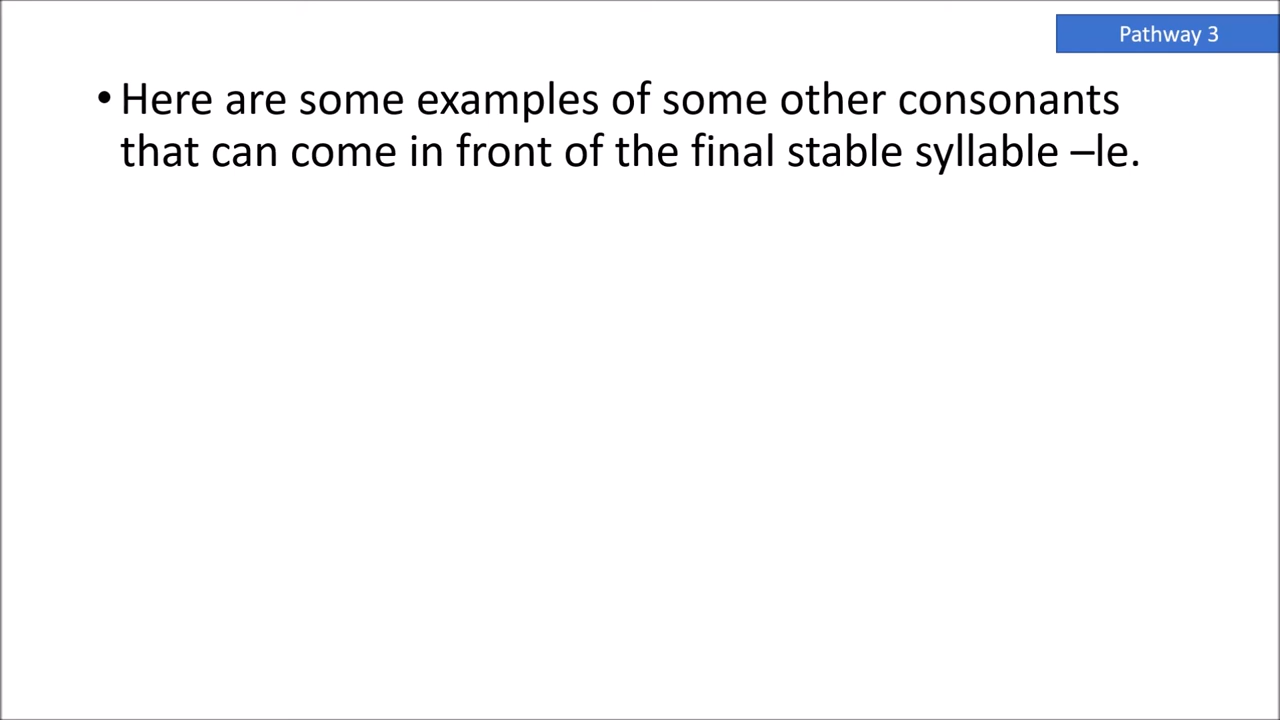 Pathway 3
• Here are some examples of some other consonants
that can come in front of the final stable syllable –le.